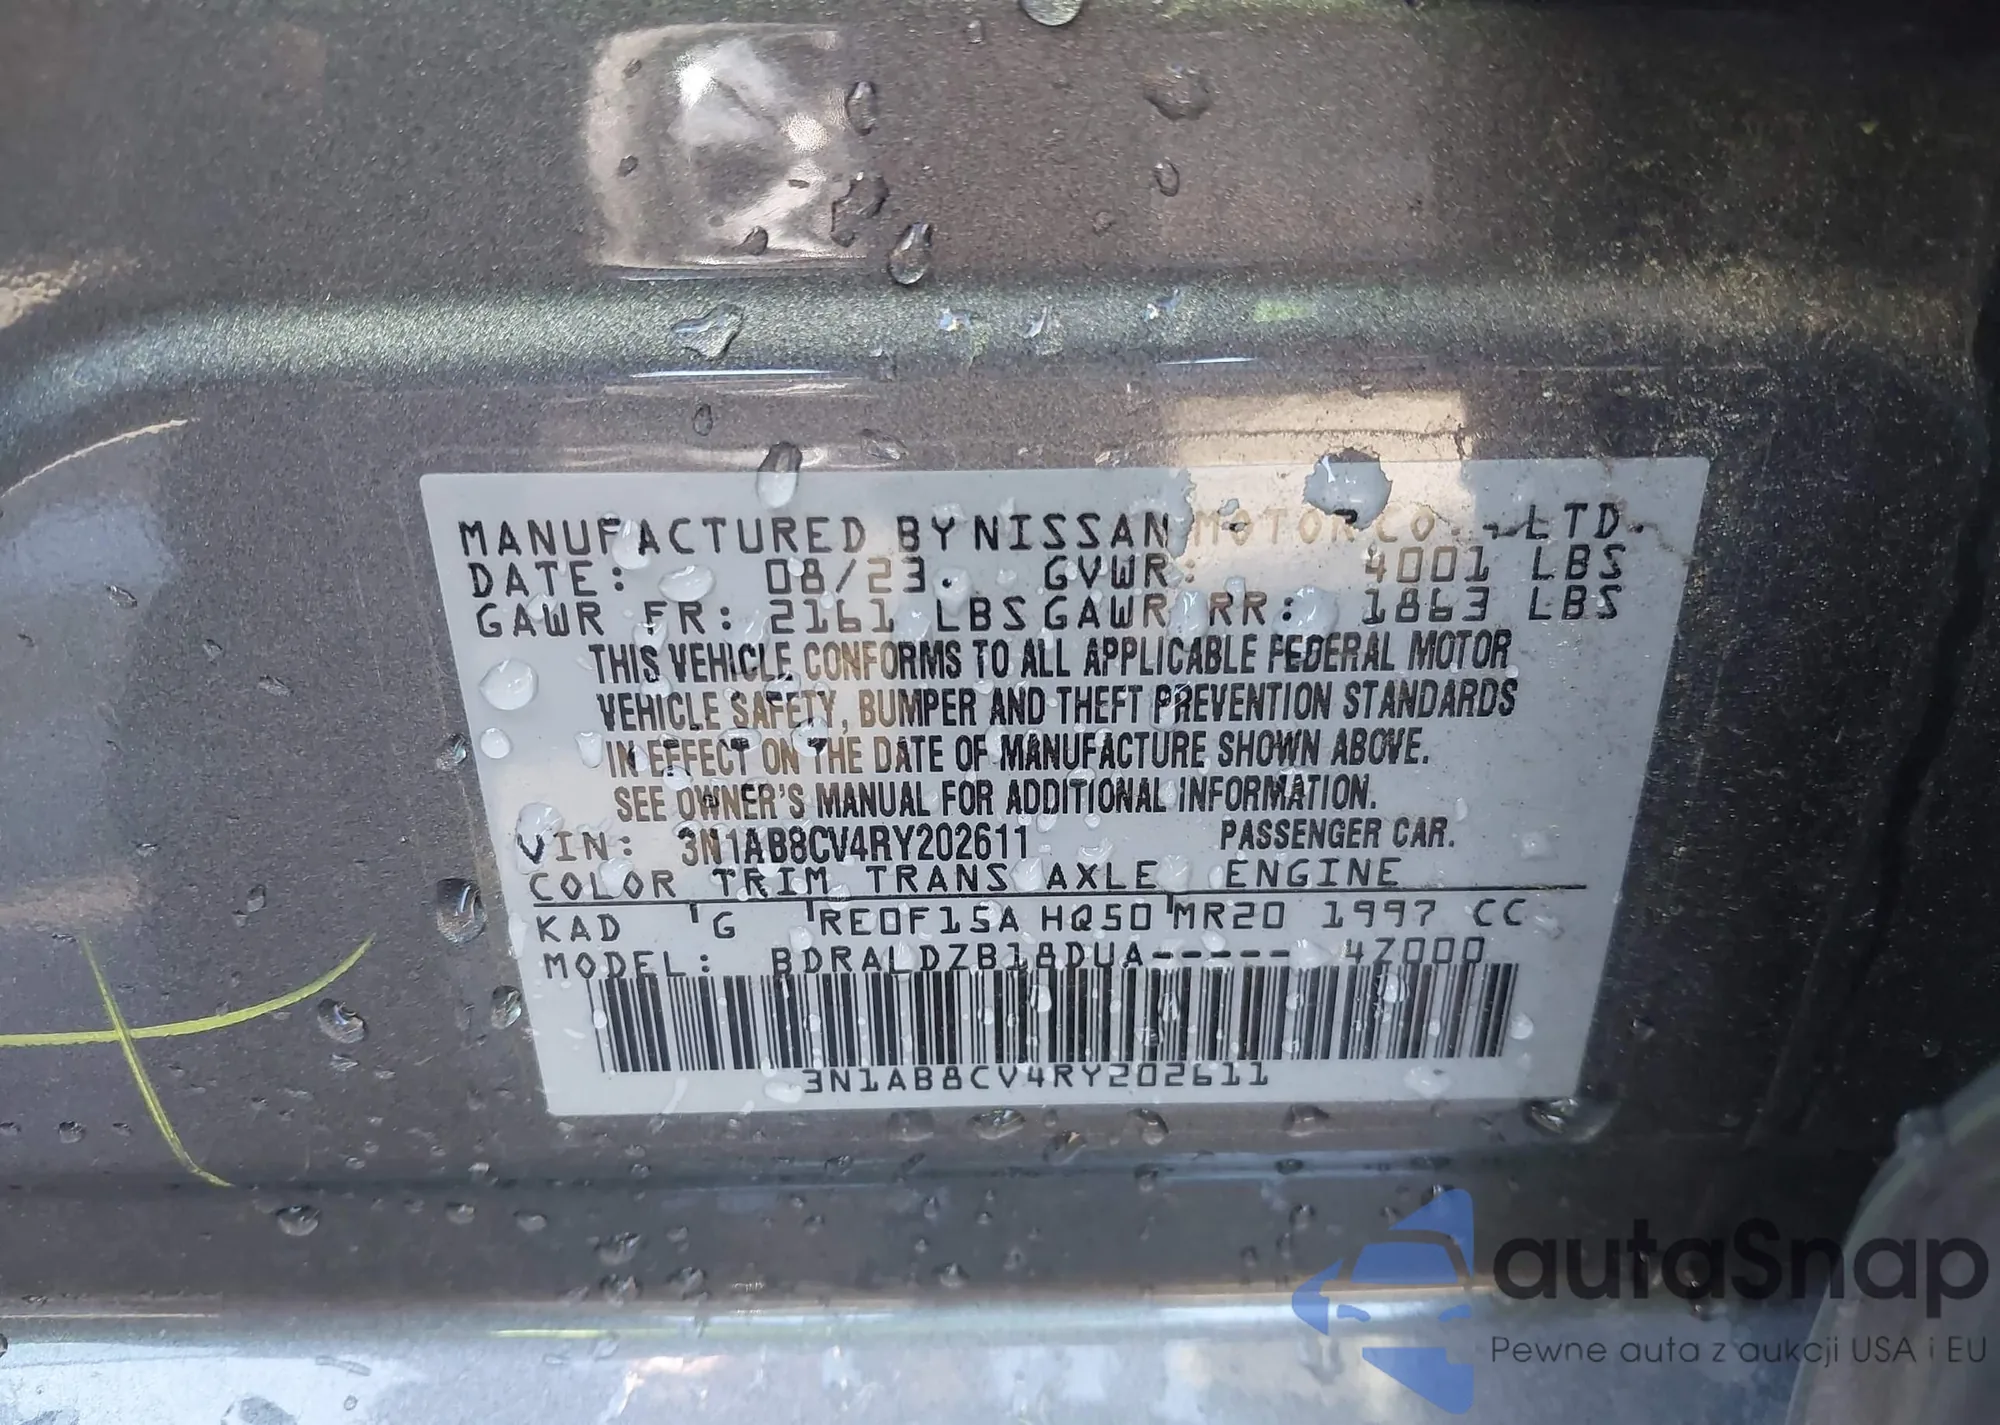 MANUFACTURED BY NISSAN MOTOR CO., LTD.
DATE: 08/23. GVWR: 4001 LBS
GAWR FR: 2161 LBS GAWR RR: 1863 LBS
THIS VEHICLE CONFORMS TO ALL APPLICABLE FEDERAL MOTOR
VEHICLE SAFETY, BUMPER AND THEFT PREVENTION STANDARDS
IN EFFECT ON THE DATE OF MANUFACTURE SHOWN ABOVE.
SEE OWNER'S MANUAL FOR ADDITIONAL INFORMATION.
VIN: 3N1AB8CV4RY202611 PASSENGER CAR.
COLOR TRIM TRANS AXLE ENGINE
KAD G RE0F15A HQ50 MR20 1997 CC
MODEL: BDRALDZB18DUA----- 4Z000
3N1AB8CV4RY202611
autaSnap
Pewne auta z aukcji USA i EU